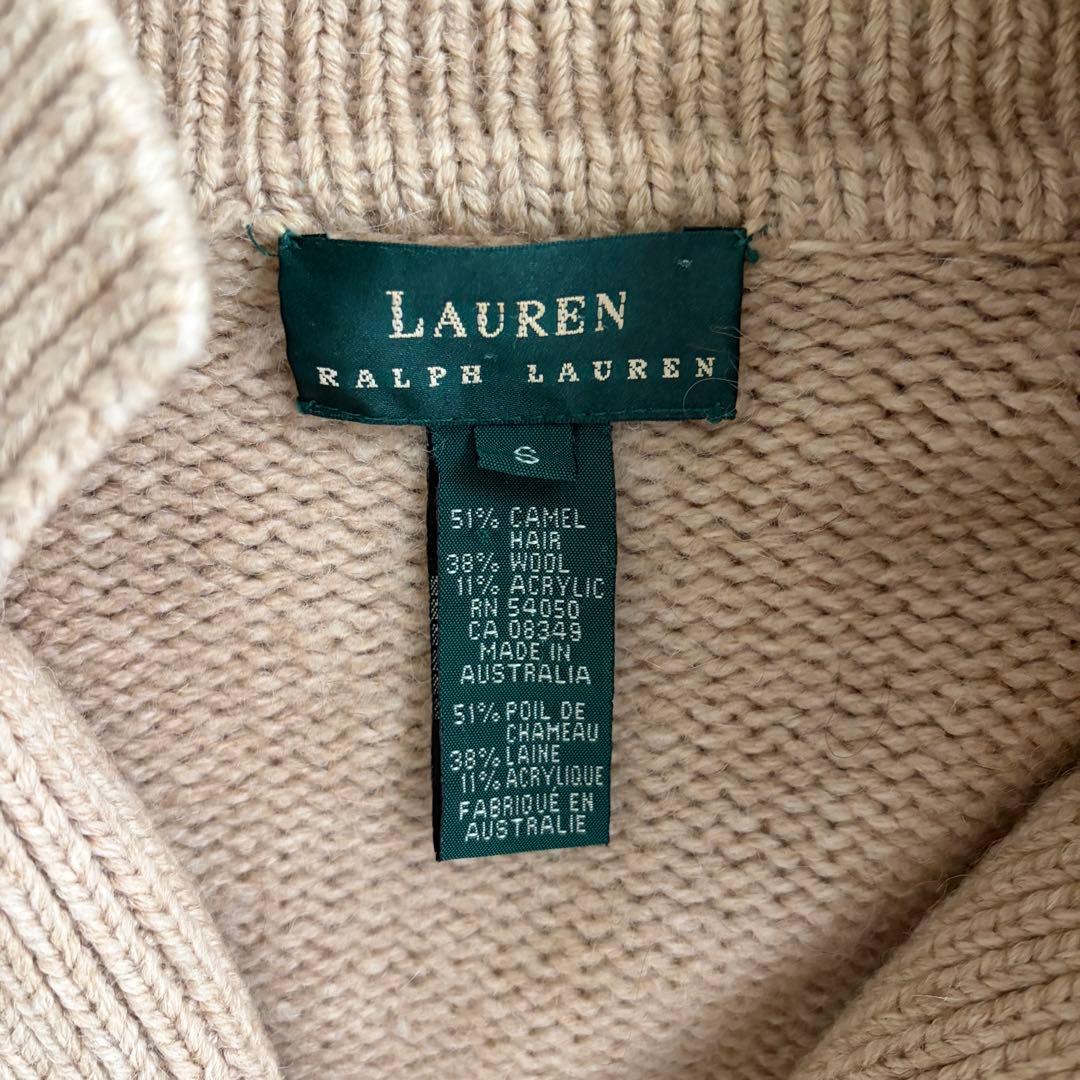 LAUREN
RALPH LAUREN
S
51% CAMEL
HAIR
38% WOOL
11% ACRYLIC
RN 54050
CA 08349
MADE IN
AUSTRALIA
51% POIL DE
CHAMEAU
38% LAINE
11% ACRYLIQUE
FABRIQUÉ EN
AUSTRALIE